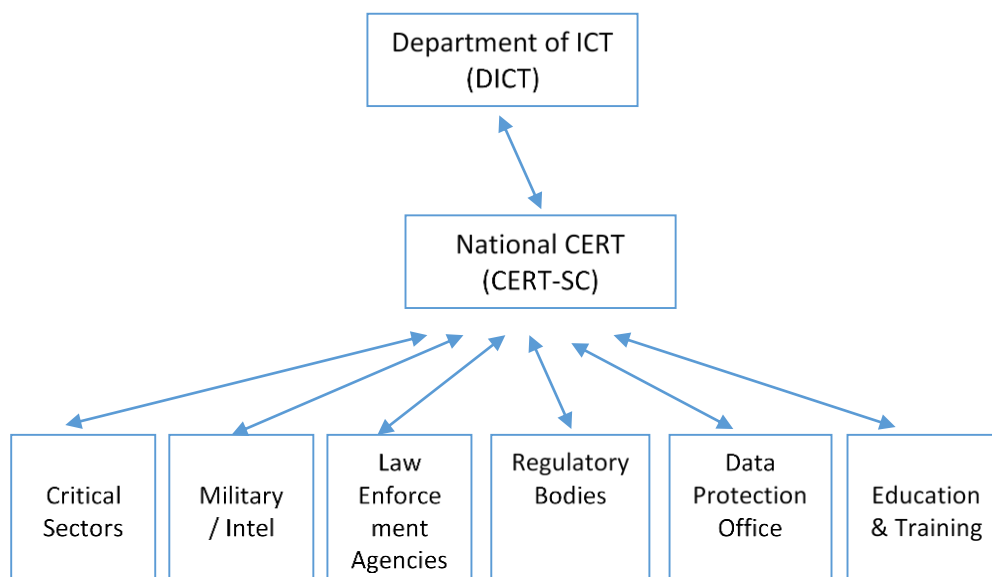 Department of ICT
(DICT)
National CERT
(CERT-SC)
Critical
Sectors
Military
/ Intel
Law
Enforce
ment
Agencies
Regulatory
Bodies
Data
Protection
Office
Education
& Training